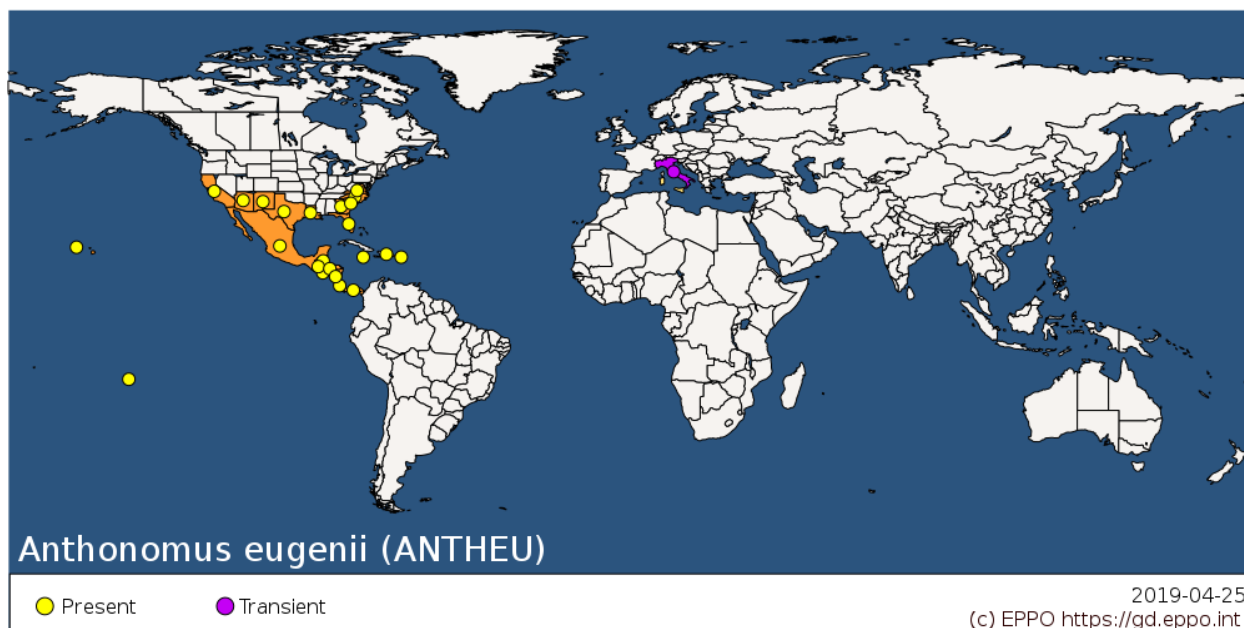 Anthonomus eugenii (ANTHEU)
Present
Transient
2019-04-25
(c) EPPO https://gd.eppo.int